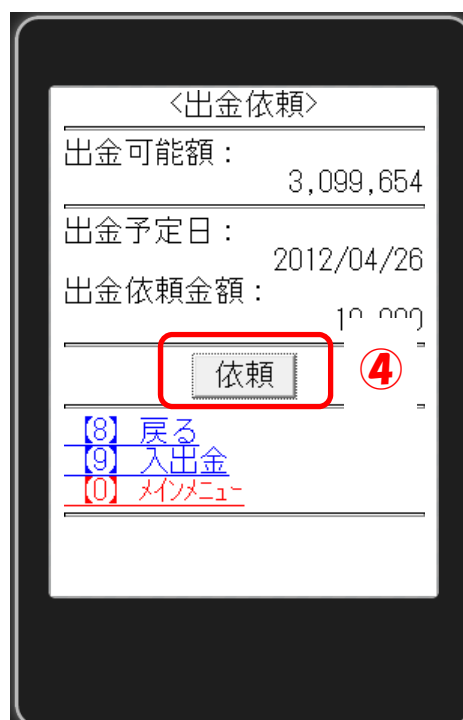 <出金依頼>
出金可能額：
3,099,654
出金予定日：
2012/04/26
出金依頼金額：
依頼
④
[8] 戻る
[9] 入出金
[0] ﾒｲﾝﾒﾆｭｰ